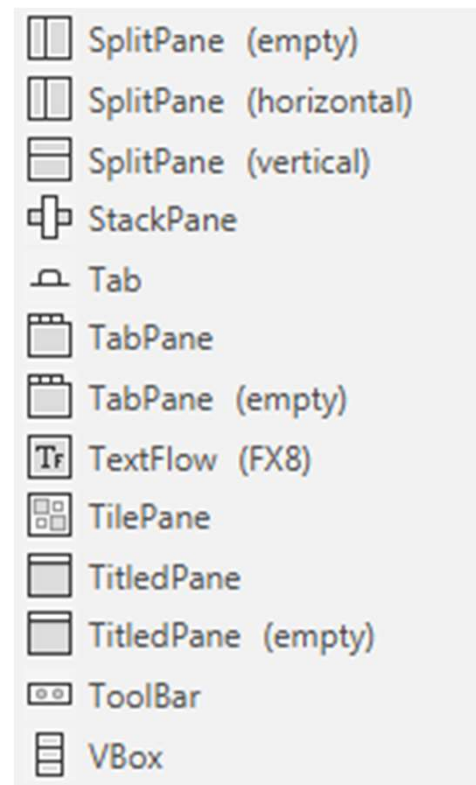 SplitPane (empty)
SplitPane (horizontal)
SplitPane (vertical)
StackPane
Tab
TabPane
TabPane (empty)
TF TextFlow (FX8)
TilePane
TitledPane
TitledPane (empty)
ToolBar
VBox